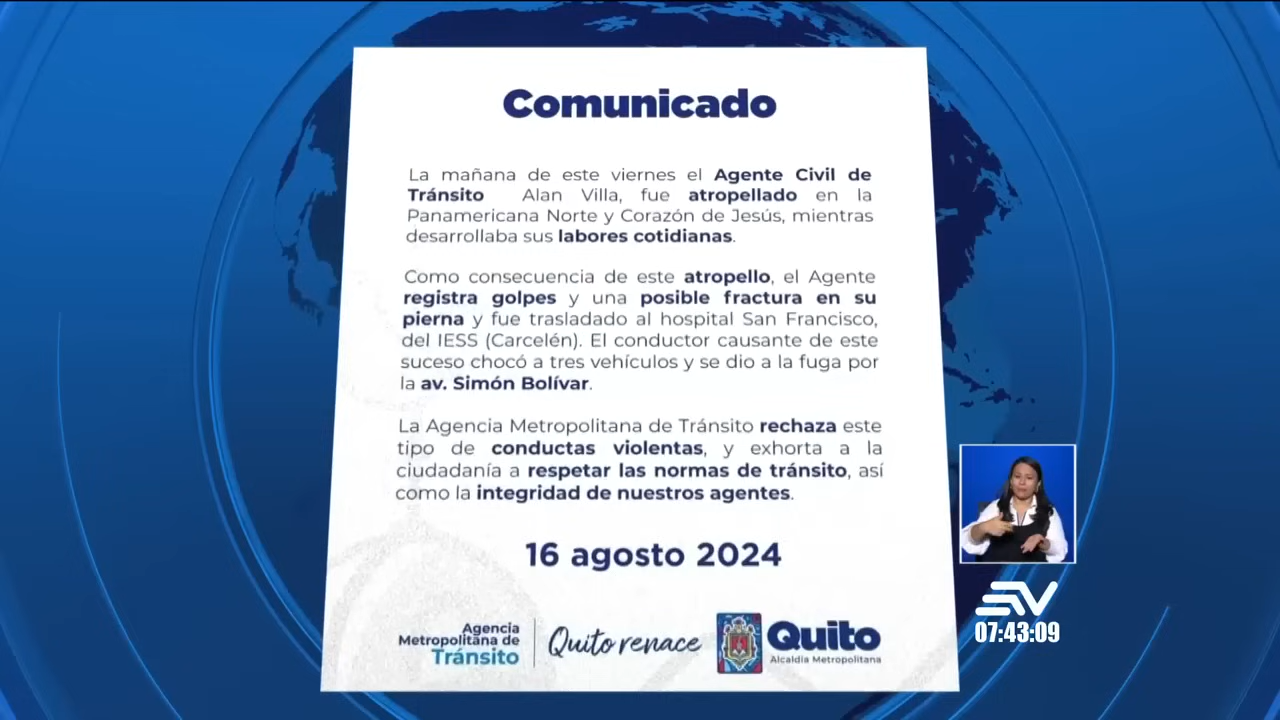 Comunicado
La mañana de este viernes el Agente Civil de
Tránsito Alan Villa, fue atropellado en la
Panamericana Norte y Corazón de Jesús, mientras
desarrollaba sus labores cotidianas.
Como consecuencia de este atropello, el Agente
registra golpes y una posible fractura en su
pierna y fue trasladado al hospital San Francisco,
del IESS (Carcelén). El conductor causante de este
suceso chocó a tres vehículos y se dio a la fuga por
la av. Simón Bolívar.
La Agencia Metropolitana de Tránsito rechaza este
tipo de conductas violentas, y exhorta a la
ciudadanía a respetar las normas de tránsito, así
como la integridad de nuestros agentes.
16 agosto 2024
Agencia
Metropolitana de
Tránsito
Quito renace
Quito
Alcaldía Metropolitana
07:43:09